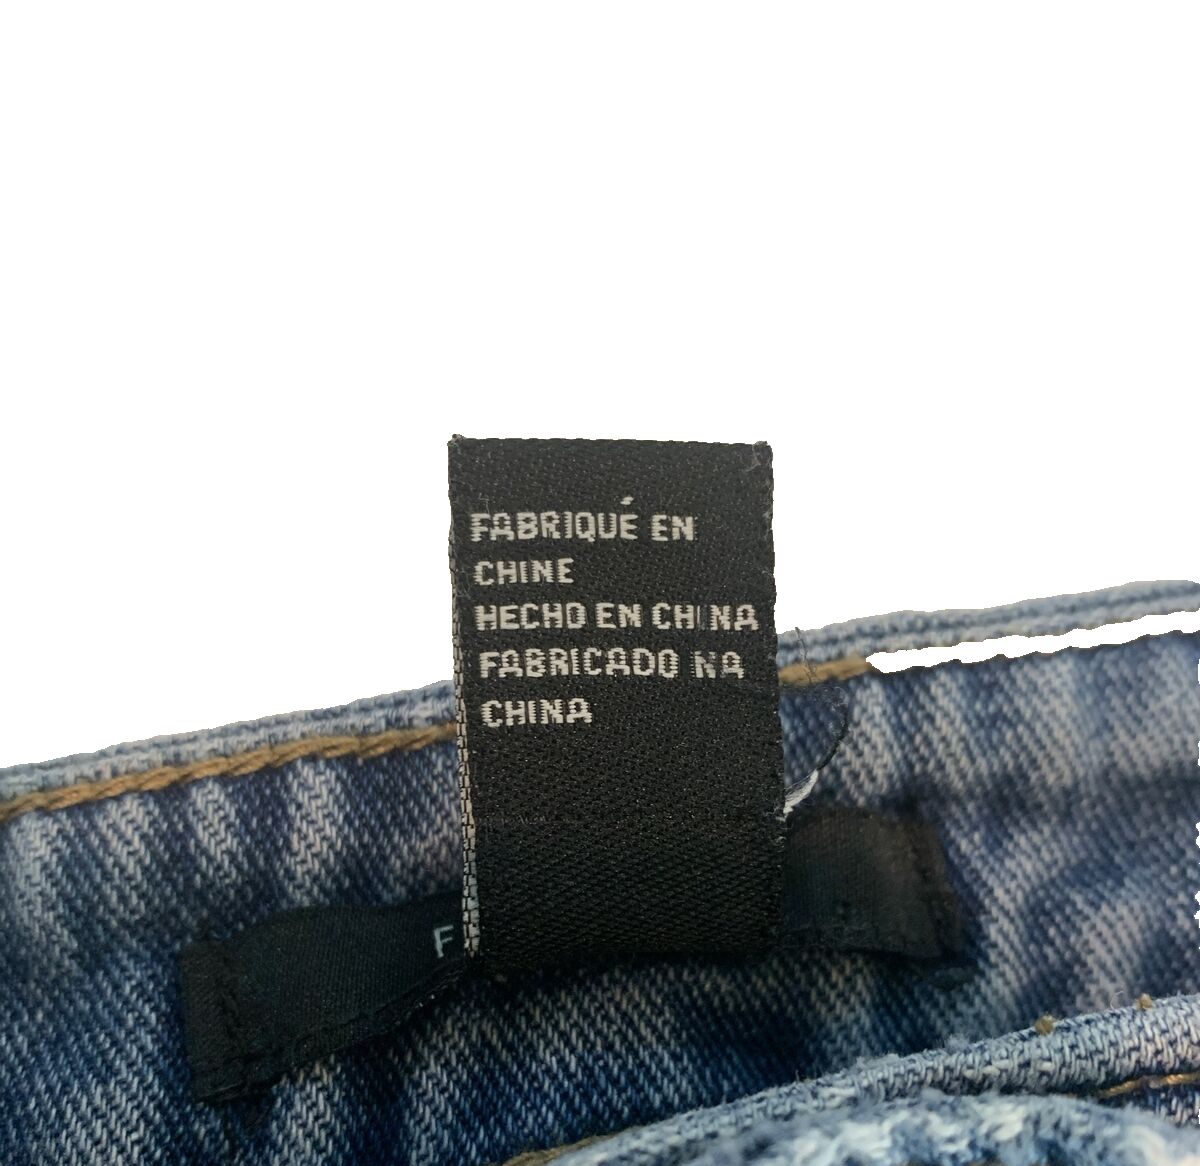 FABRIQUÉ EN
CHINE
HECHO EN CHINA
FABRICADO NA
CHINA
F